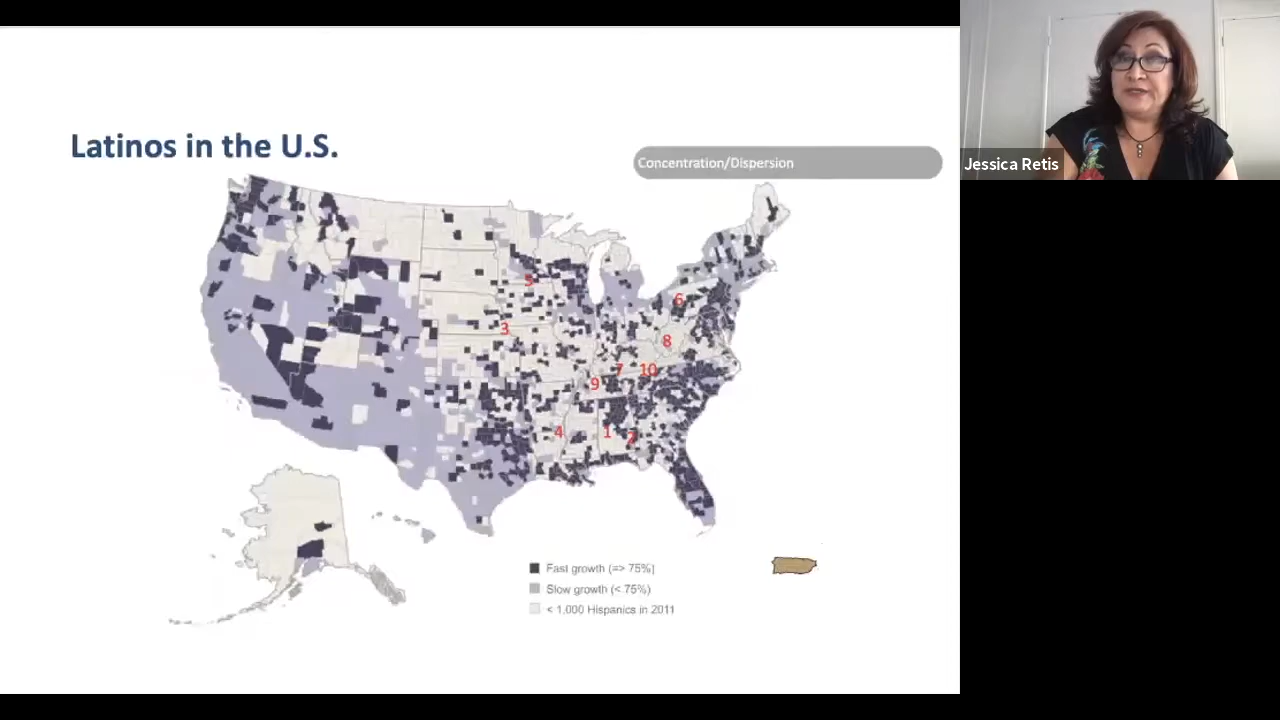 Latinos in the U.S.
Concentration/Dispersion
Jessica Retis
5
6
3
8
7
10
9
4
1
2
Fast growth (=> 75%)
Slow growth (< 75%)
< 1,000 Hispanics in 2011